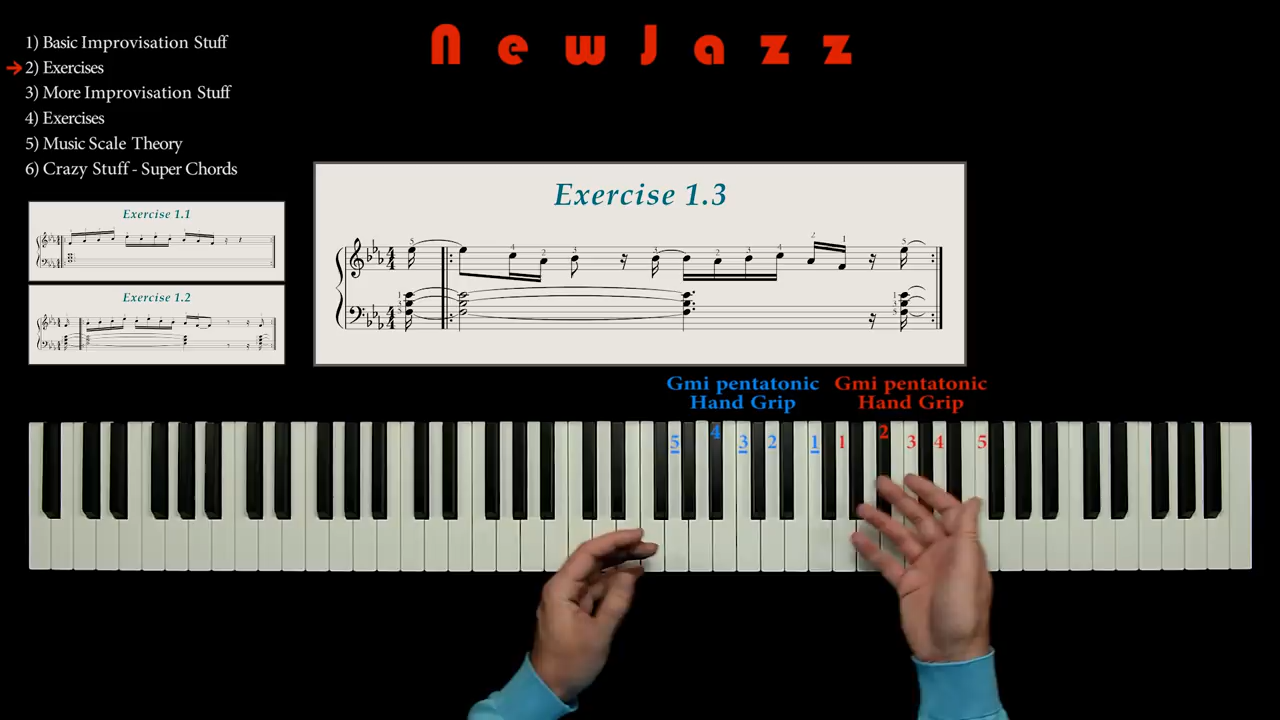 NewJazz
1) Basic Improvisation Stuff
2) Exercises
3) More Improvisation Stuff
4) Exercises
5) Music Scale Theory
6) Crazy Stuff - Super Chords
Exercise 1.1
Exercise 1.2
Exercise 1.3
Gmi pentatonic
Hand Grip
Gmi pentatonic
Hand Grip
5 4 3 2 1
1 2 3 4 5